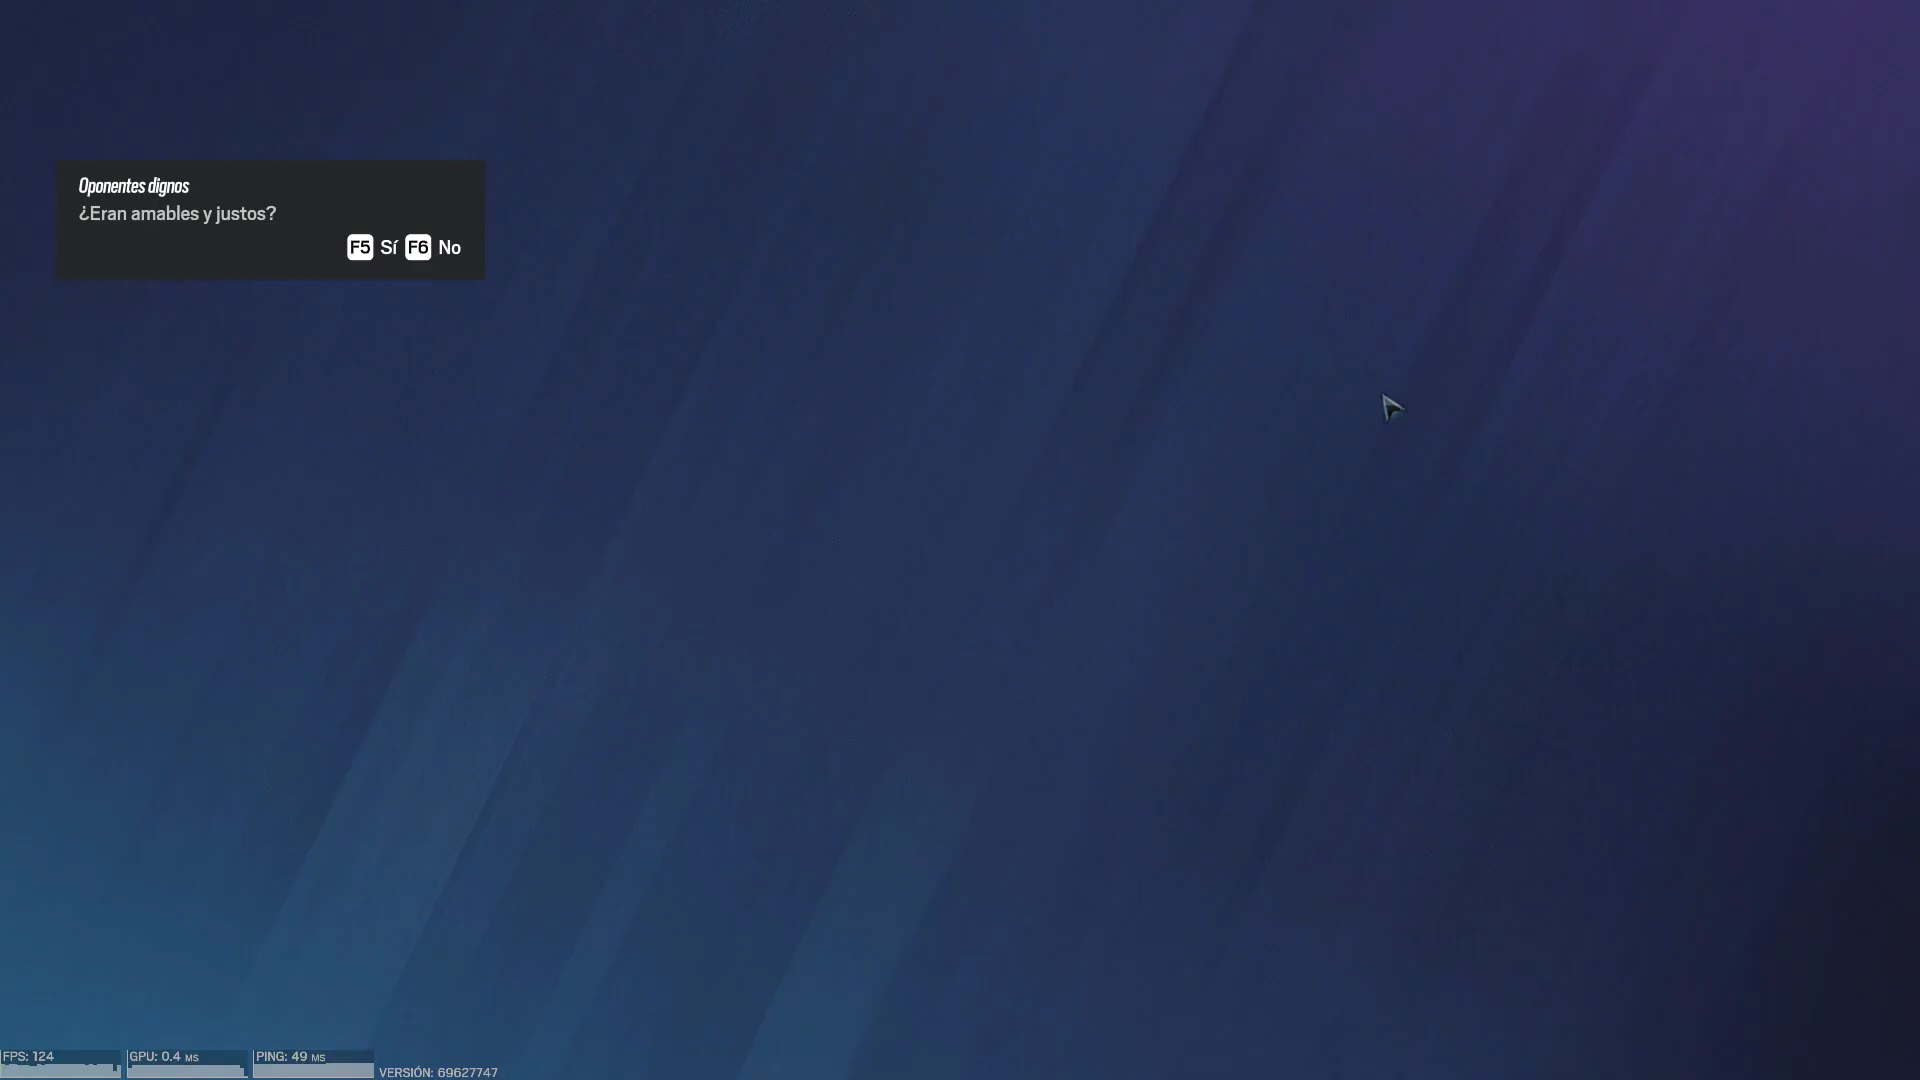 Oponentes dignos
¿Eran amables y justos?
F5 Sí F6 No
FPS: 124 GPU: 0.4 MS PING: 49 MS
VERSIÓN: 69627747